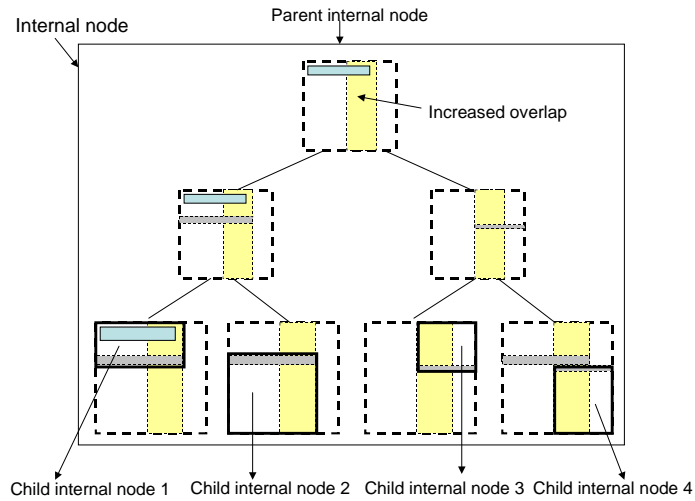 Parent internal node
Internal node
Increased overlap
Child internal node 1
Child internal node 2
Child internal node 3
Child internal node 4